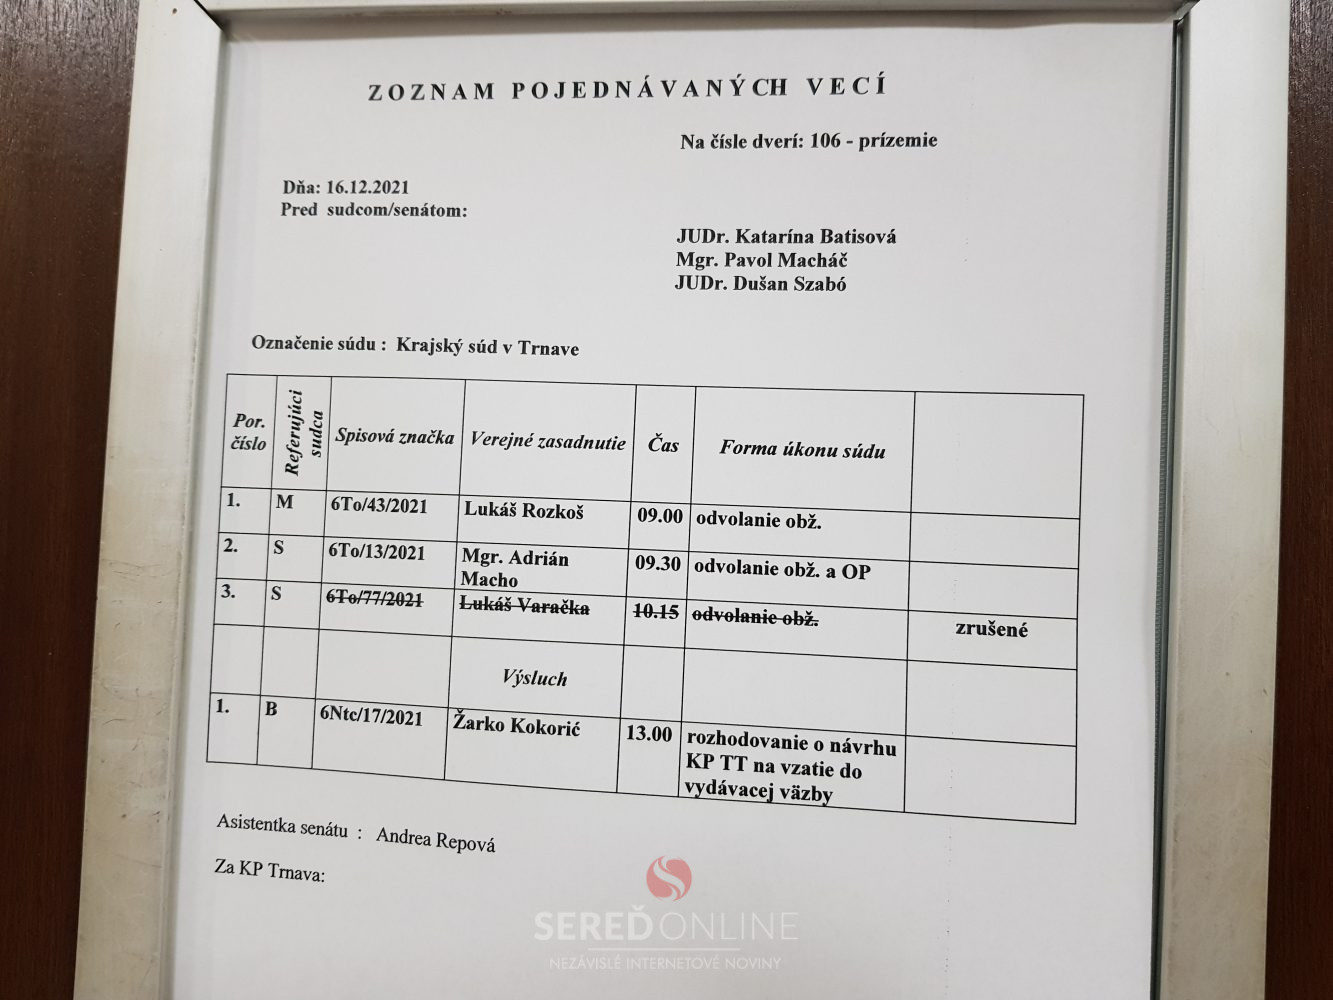 ZOZNAM POJEDNÁVANÝCH VECÍ
Na čísle dverí: 106 - prízemie
Dňa: 16.12.2021
Pred sudcom/senátom:
JUDr. Katarína Batisová
Mgr. Pavol Macháč
JUDr. Dušan Szabó
Označenie súdu : Krajský súd v Trnave
Por. číslo Referujúci sudca Spisová značka Verejné zasadnutie Čas Forma úkonu súdu
1. M 6To/43/2021 Lukáš Rozkoš 09.00 odvolanie obž.
2. S 6To/13/2021 Mgr. Adrián Macho 09.30 odvolanie obž. a OP
3. S 6To/77/2021 Lukáš Varačka 10.15 odvolanie obž. zrušené
Výsluch
1. B 6Ntc/17/2021 Žarko Kokorić 13.00 rozhodovanie o návrhu
KP TT na vzatie do
vydávacej väzby
Asistentka senátu : Andrea Repová
Za KP Trnava:
SEREĎONLINE
NEZÁVISLÉ INTERNETOVÉ NOVINY